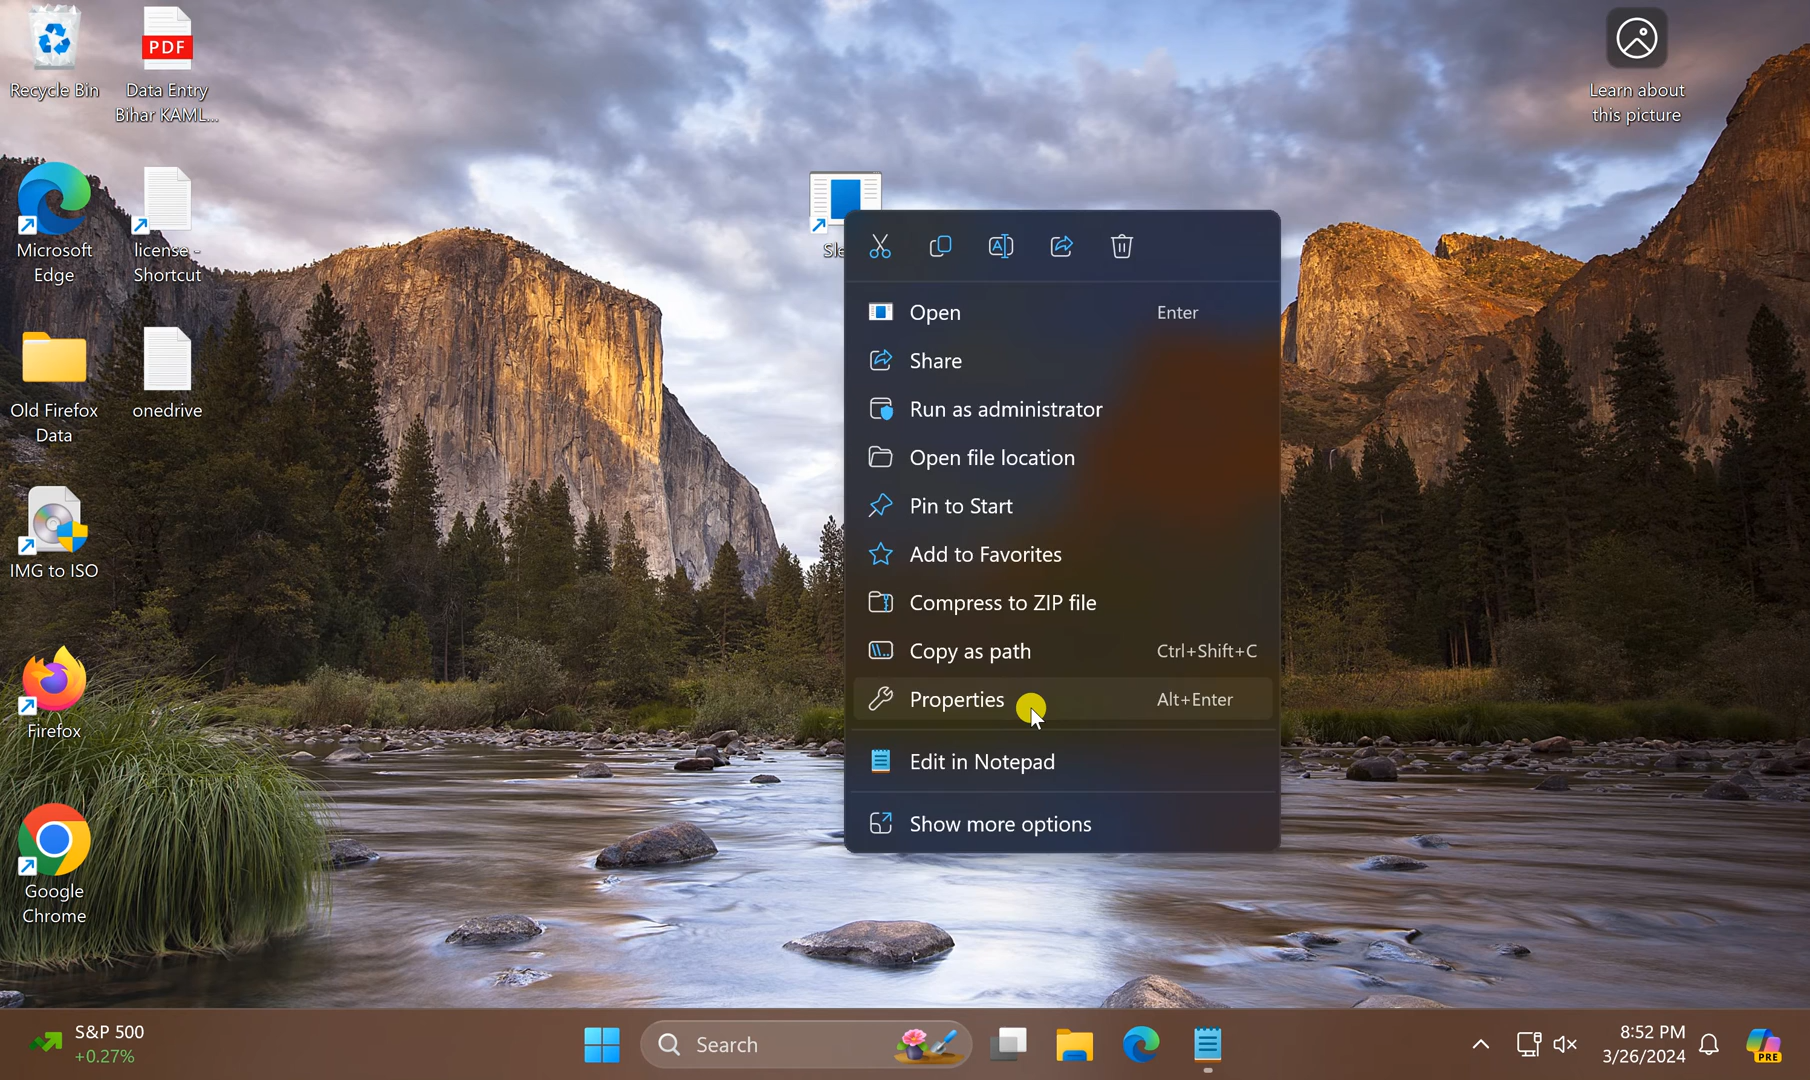 Recycle Bin
PDF
Data Entry
Bihar KAML...
Microsoft
Edge
license -
Shortcut
Old Firefox
Data
onedrive
IMG to ISO
Firefox
Google
Chrome
Learn about
this picture
Open Enter
Share
Run as administrator
Open file location
Pin to Start
Add to Favorites
Compress to ZIP file
Copy as path Ctrl+Shift+C
Properties Alt+Enter
Edit in Notepad
Show more options
S&P 500
+0.27%
Search
8:52 PM
3/26/2024
PRE